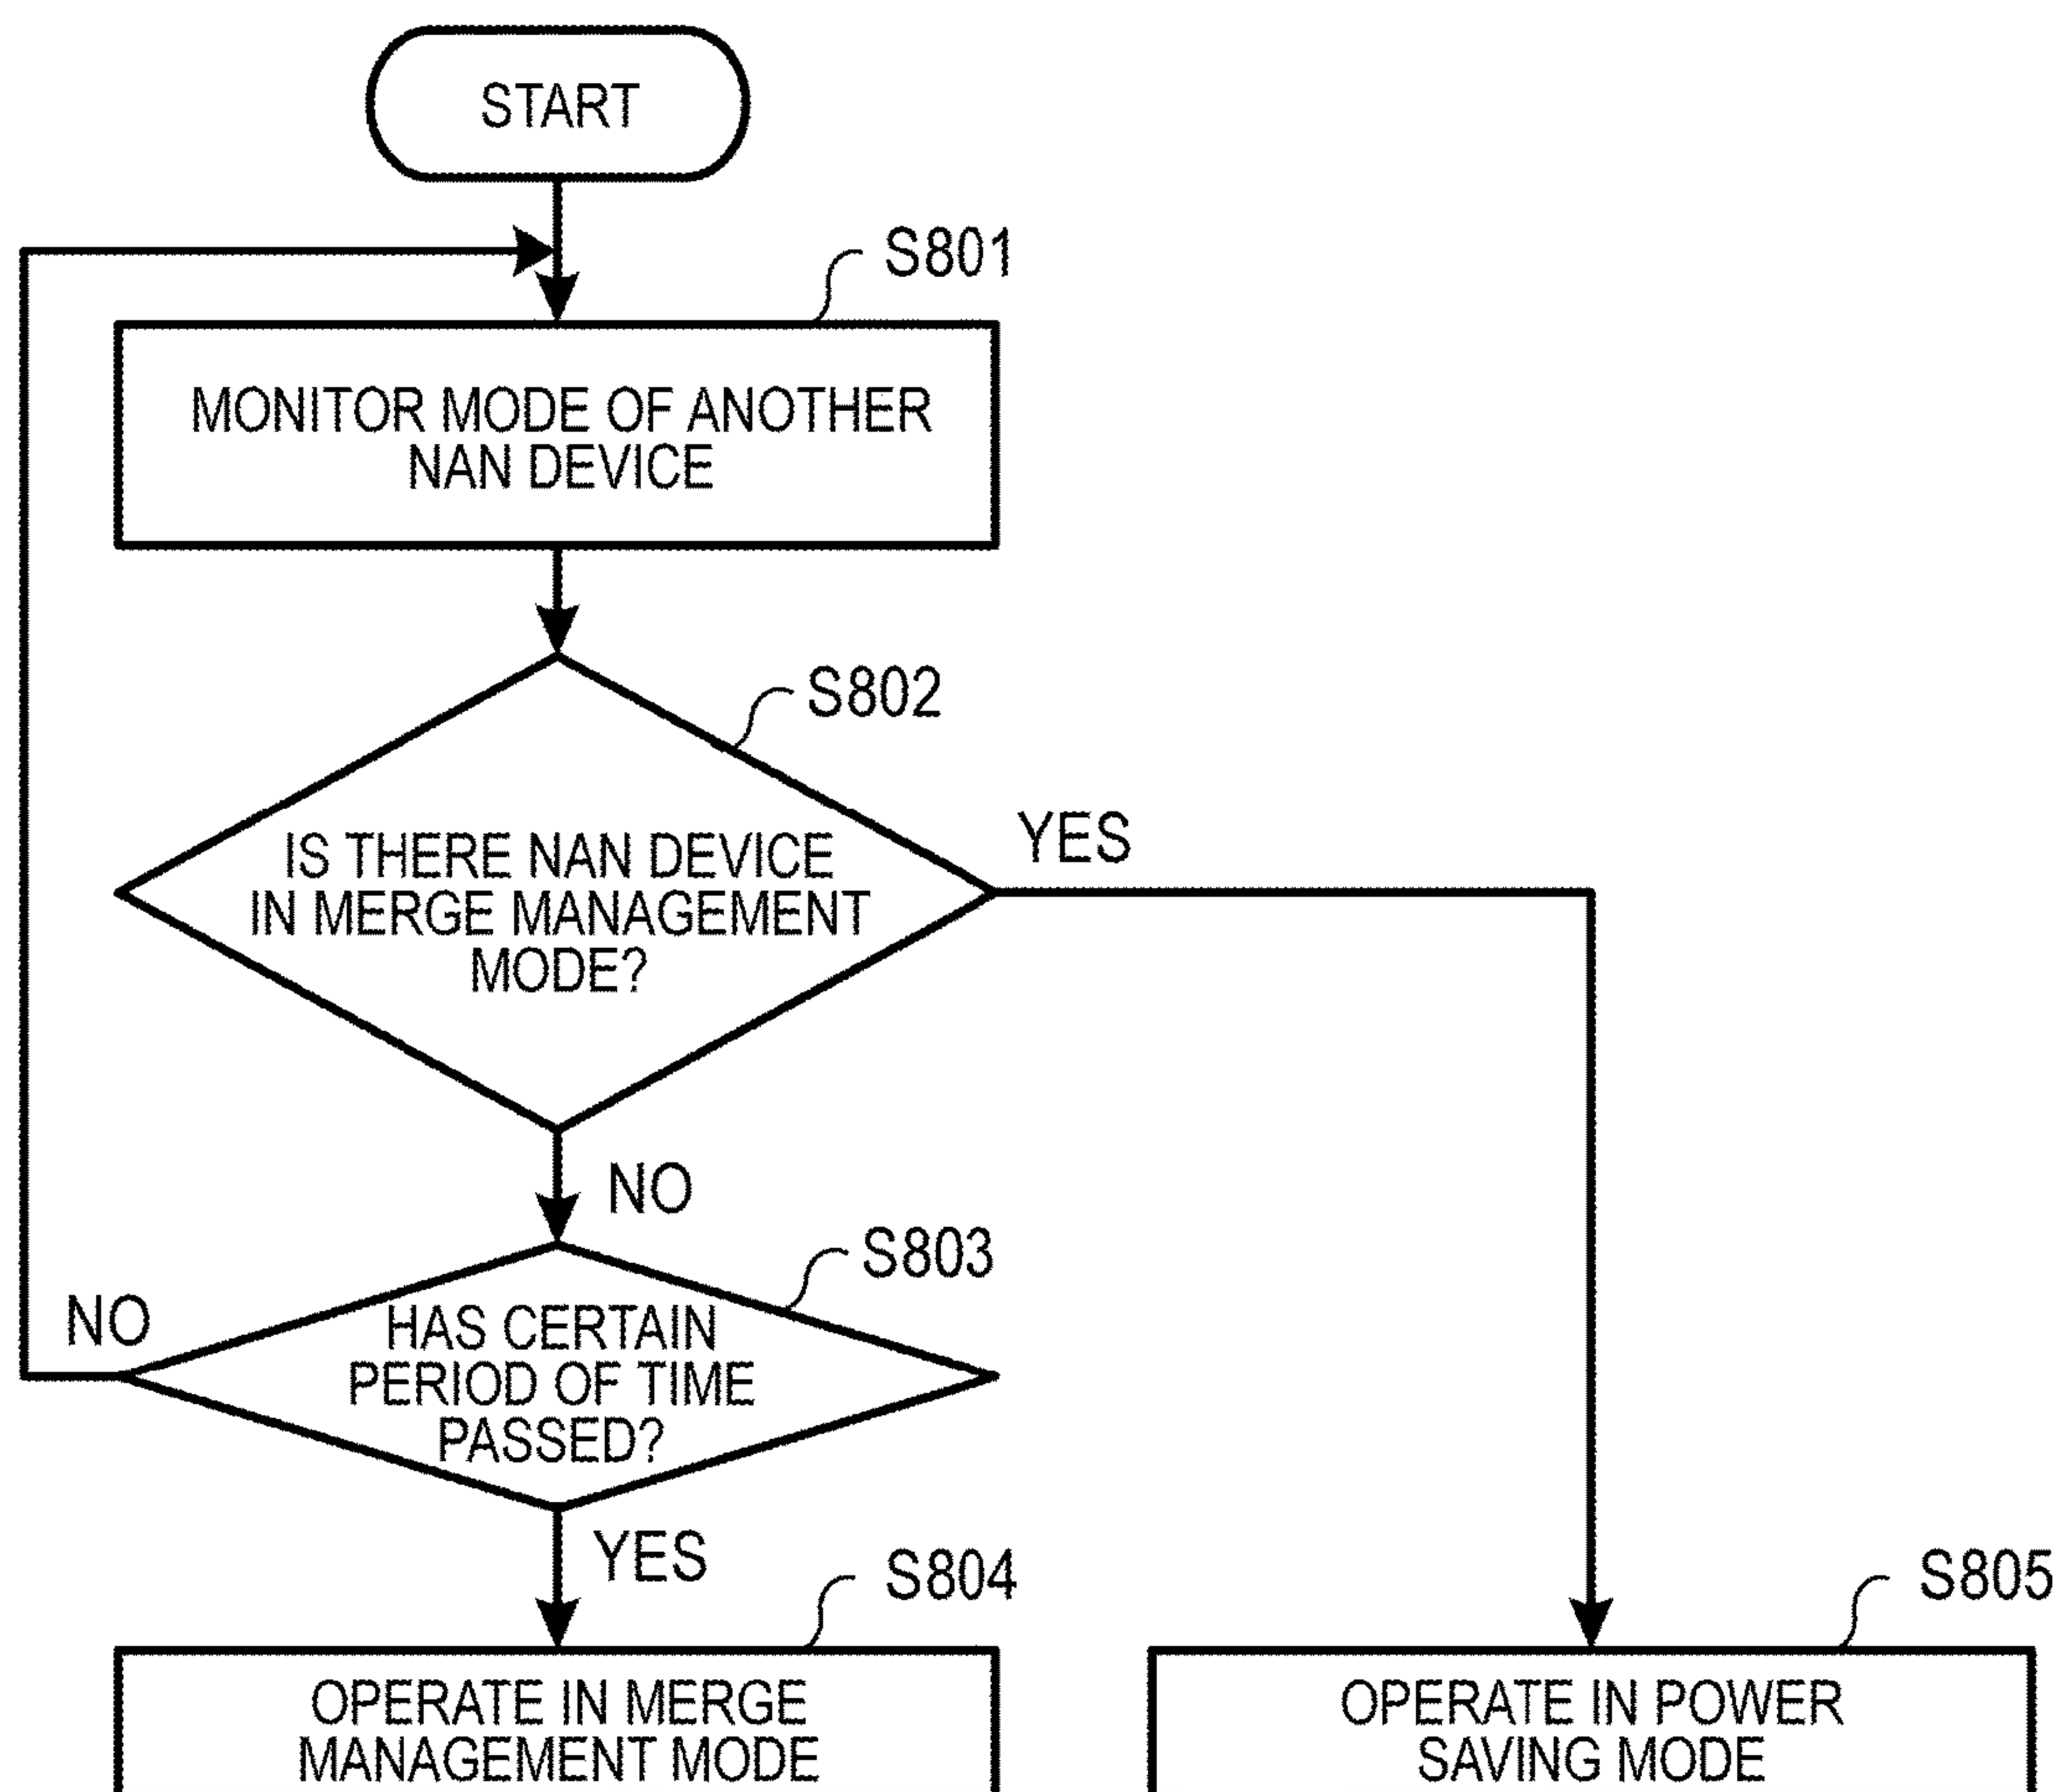 START
S801
MONITOR MODE OF ANOTHER
NAN DEVICE
S802
IS THERE NAN DEVICE
IN MERGE MANAGEMENT
MODE?
YES
NO
S803
HAS CERTAIN
PERIOD OF TIME
PASSED?
NO
YES
S804
OPERATE IN MERGE
MANAGEMENT MODE
S805
OPERATE IN POWER
SAVING MODE